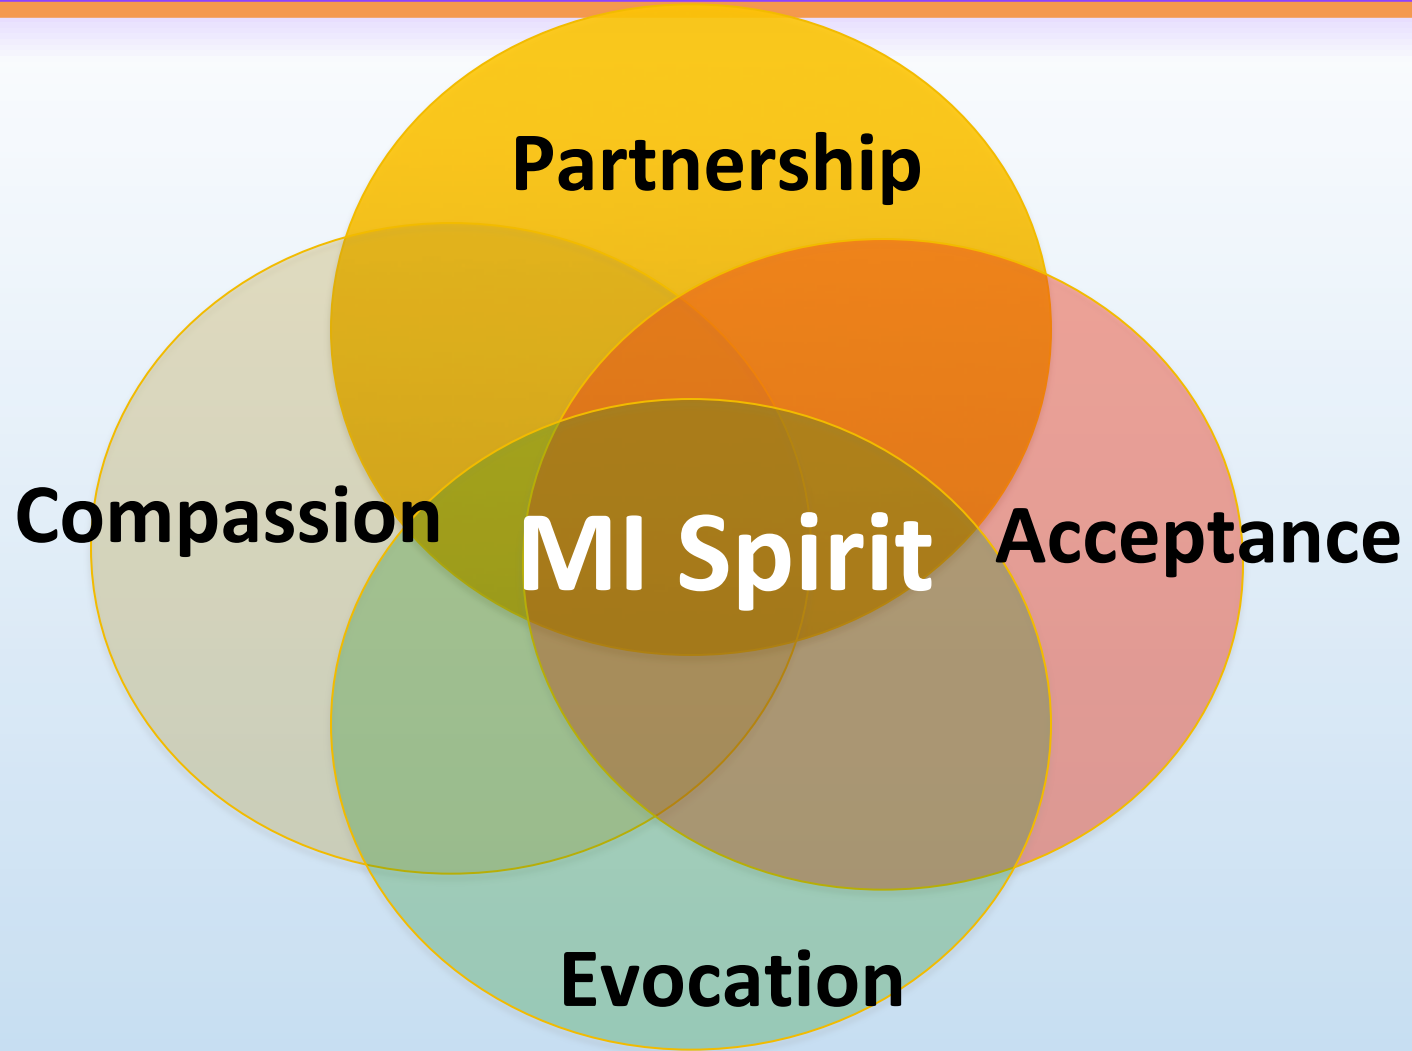 Partnership
Compassion
MI Spirit
Acceptance
Evocation